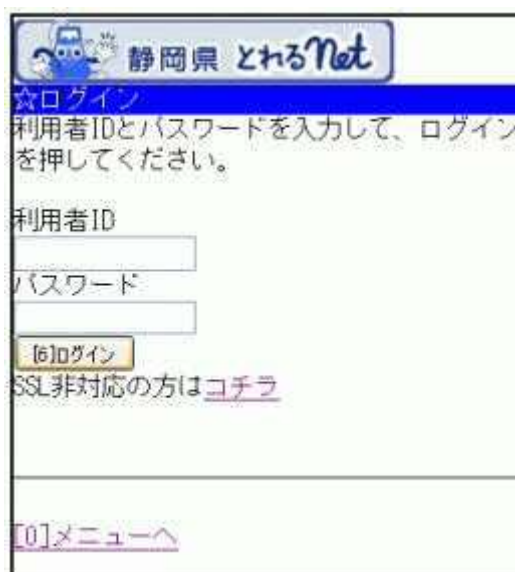 静岡県 とれるnet
☆ログイン
利用者IDとパスワードを入力して、ログイン
を押してください。
利用者ID
パスワード
[6]ログイン
SSL非対応の方はコチラ
[0]メニューへ